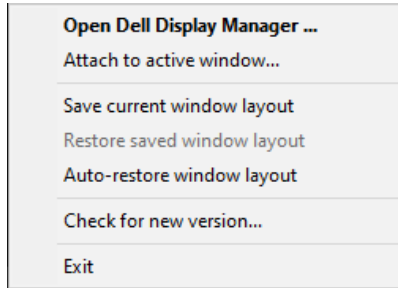 Open Dell Display Manager ...
Attach to active window...
Save current window layout
Restore saved window layout
Auto-restore window layout
Check for new version...
Exit